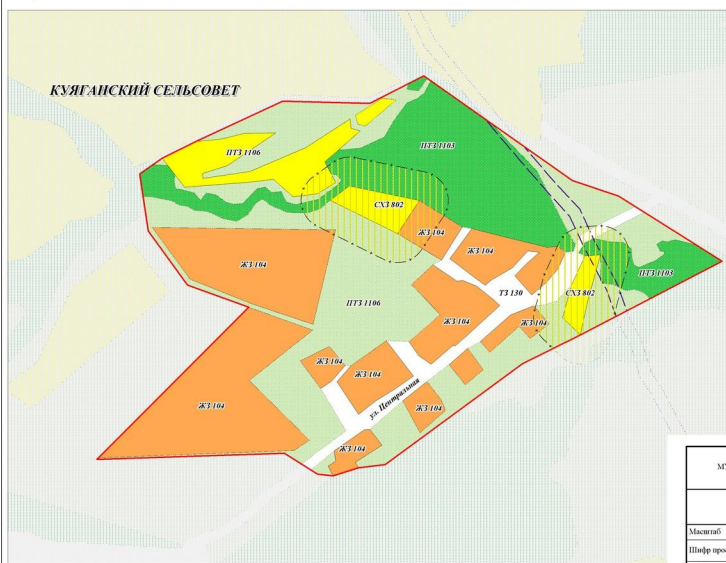 КУЯГАНСКИЙ СЕЛЬСОВЕТ
ПТЗ 1106
ПТЗ 1103
СХЗ 802
ЖЗ 104
ЖЗ 104
ЖЗ 104
ПТЗ 1103
ТЗ 130
СХЗ 802
ПТЗ 1106
ЖЗ 104
ЖЗ 104
ЖЗ 104
ЖЗ 104
ул. Центральная
ЖЗ 104
ЖЗ 104
ЖЗ 104
Масштаб
Шифр